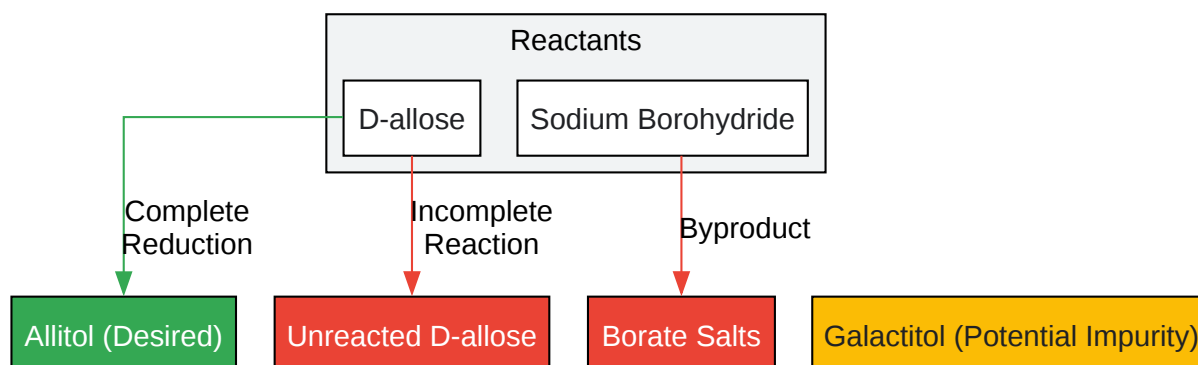 Reactants
D-allose
Sodium Borohydride
Complete
Reduction
Incomplete
Reaction
Byproduct
Allitol (Desired)
Unreacted D-allose
Borate Salts
Galactitol (Potential Impurity)